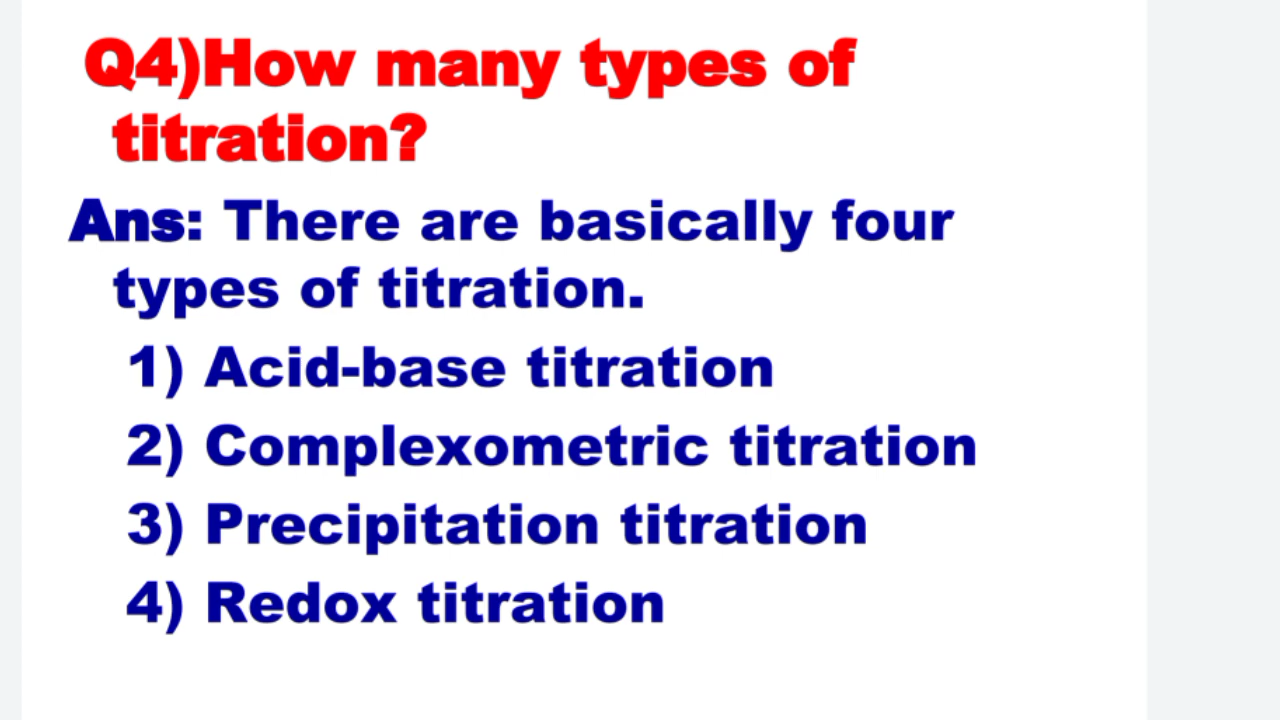 Q4)How many types of
titration?
Ans: There are basically four
types of titration.
1) Acid-base titration
2) Complexometric titration
3) Precipitation titration
4) Redox titration